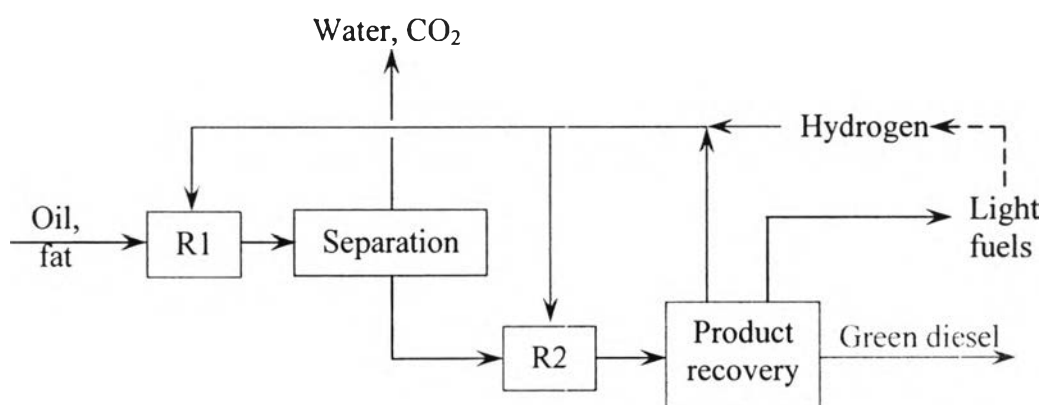 Water, CO₂
Hydrogen
Oil,
fat
R1
Separation
Light
fuels
R2
Product
recovery
Green diesel